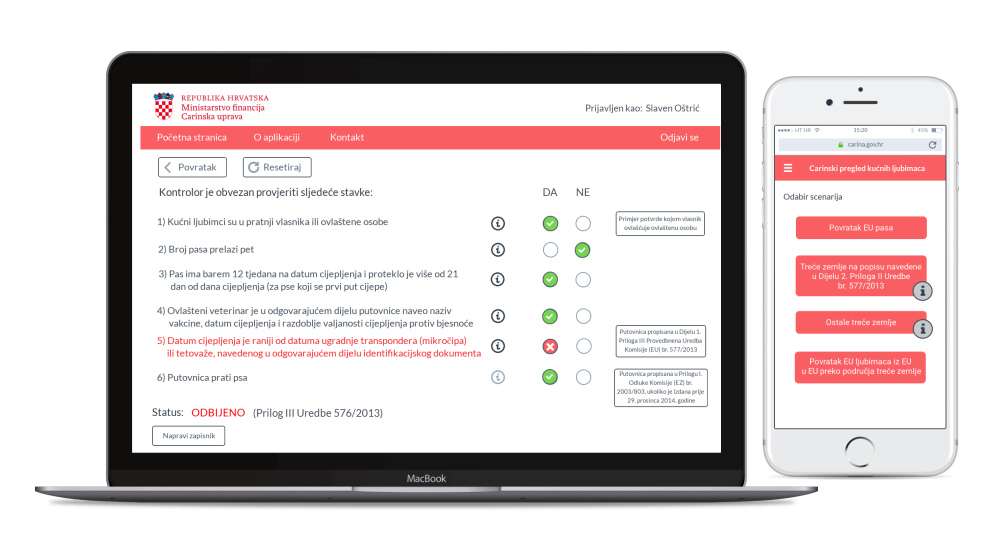 REPUBLIKA HRVATSKA
Ministarstvo financija
Carinska uprava
Prijavljen kao: Slaven Oštrić
Početna stranica O aplikaciji Kontakt Odjavi se
Povratak Resetiraj
Kontrolor je obvezan provjeriti sljedeće stavke: DA NE
1) Kućni ljubimci su u pratnji vlasnika ili ovlaštene osobe
Primjer potvrde kojom vlasnik
ovlašćuje ovlaštenu osobu
2) Broj pasa prelazi pet
3) Pas ima barem 12 tjedana na datum cijepljenja i proteklo je više od 21
dan od dana cijepljenja (za pse koji se prvi put cijepe)
4) Ovlašteni veterinar je u odgovarajućem dijelu putovnice naveo naziv
vakcine, datum cijepljenja i razdoblje valjanosti cijepljenja protiv bjesnoće
5) Datum cijepljenja je raniji od datuma ugradnje transpondera (mikročipa)
ili tetovaže, navedenog u odgovarajućem dijelu identifikacijskog dokumenta
Putovnica propisana u Dijelu 1.
Priloga III Provedbnena Uredba
Komisije (EU) br. 577/2013
6) Putovnica prati psa
Putovnica propisana u Prilogu I.
Odluke Komisije (EZ) br.
2003/803, ukoliko je izdana prije
29. prosinca 2014. godine
Status: ODBIJENO (Prilog III Uredbe 576/2013)
Napravi zapisnik
MacBook
HT HR 15:20 45%
carina.gov.hr
Carinski pregled kućnih ljubimaca
Odabir scenarija
Povratak EU pasa
Treće zemlje na popisu navedene
u Dijelu 2. Priloga II Uredbe
br. 577/2013
Ostale treće zemlje
Povratak EU ljubimaca iz EU
u EU preko područja treće zemlje